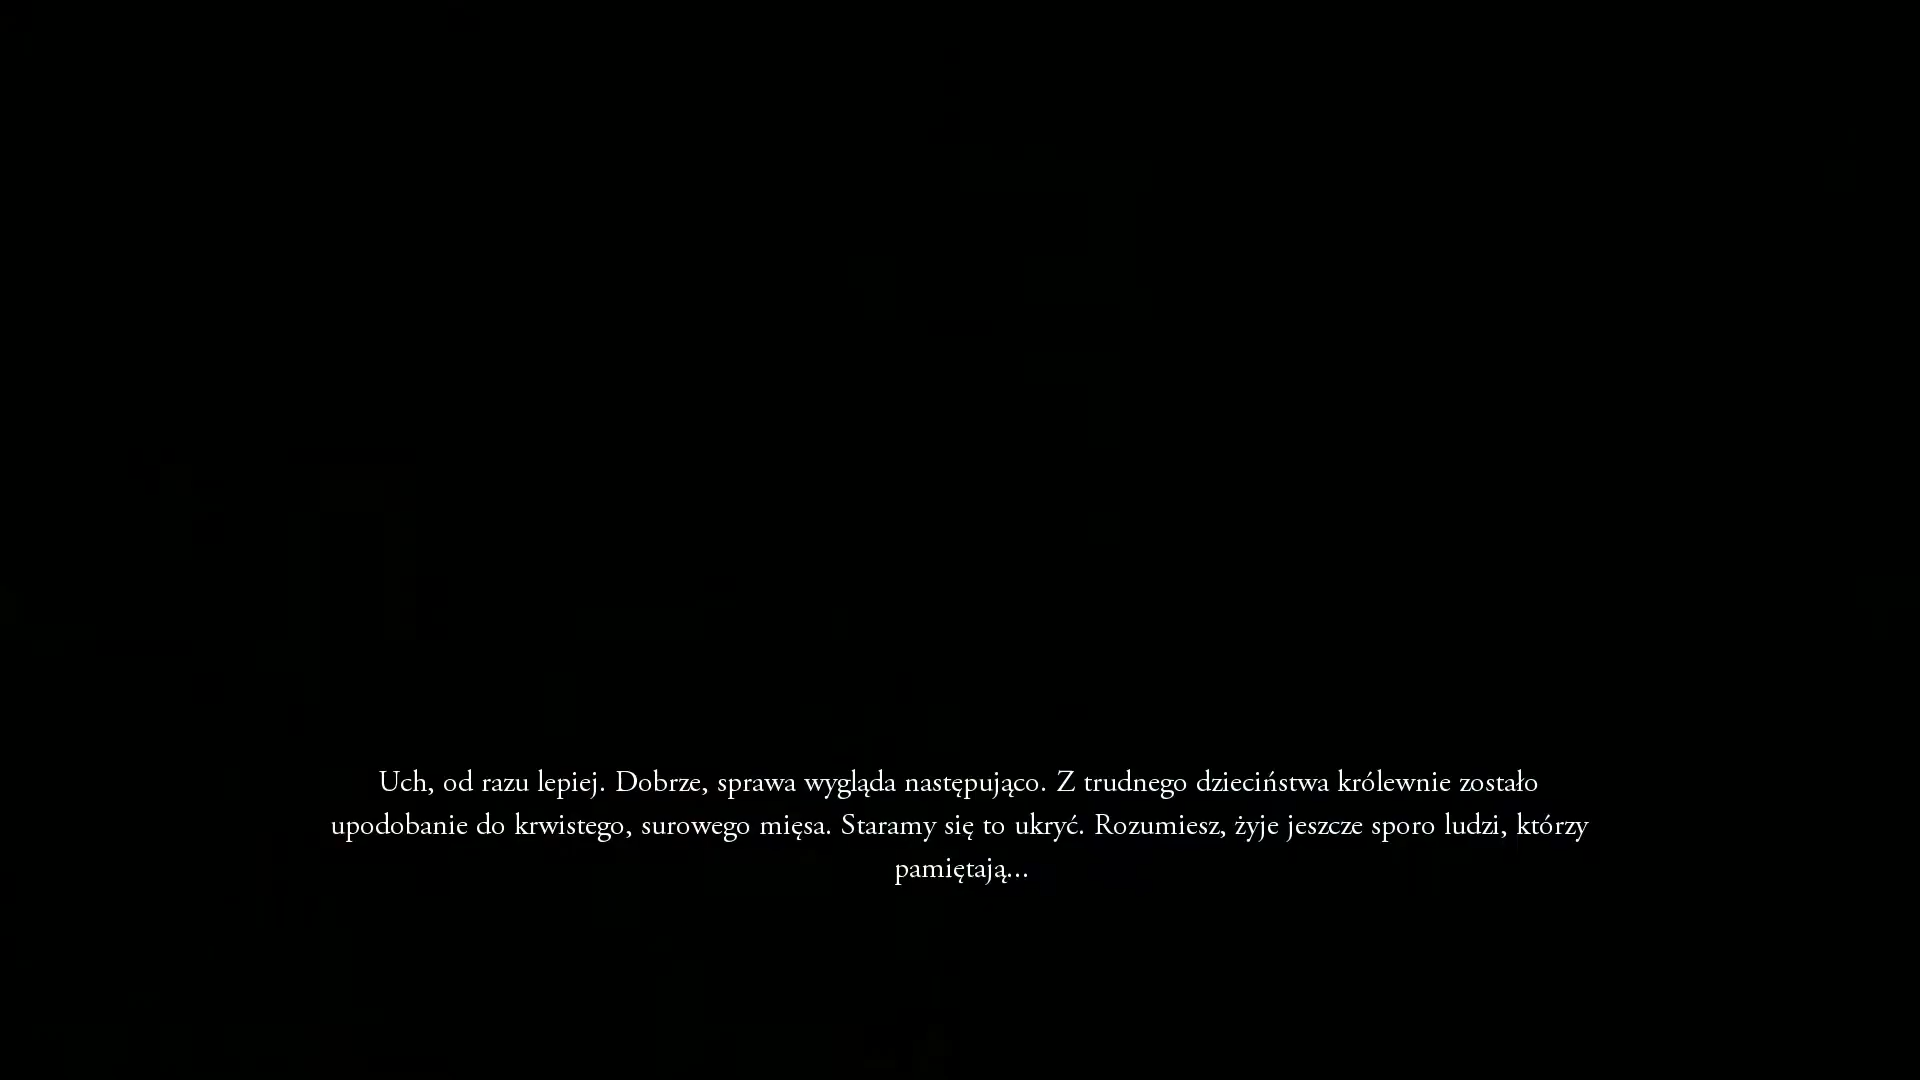 Uch, od razu lepiej. Dobrze, sprawa wygląda następująco. Z trudnego dzieciństwa królewnie zostało
upodobanie do krwistego, surowego mięsa. Staramy się to ukryć. Rozumiesz, żyje jeszcze sporo ludzi, którzy
pamiętają...